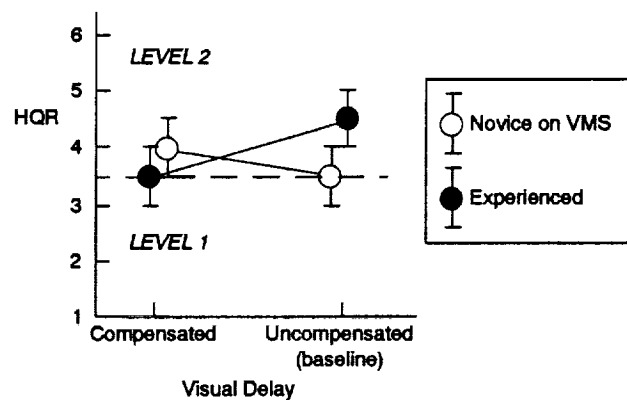 6
LEVEL 2
5
HQR
4
3
LEVEL 1
2
1
Compensated
Uncompensated
(baseline)
Visual Delay
Novice on VMS
Experienced